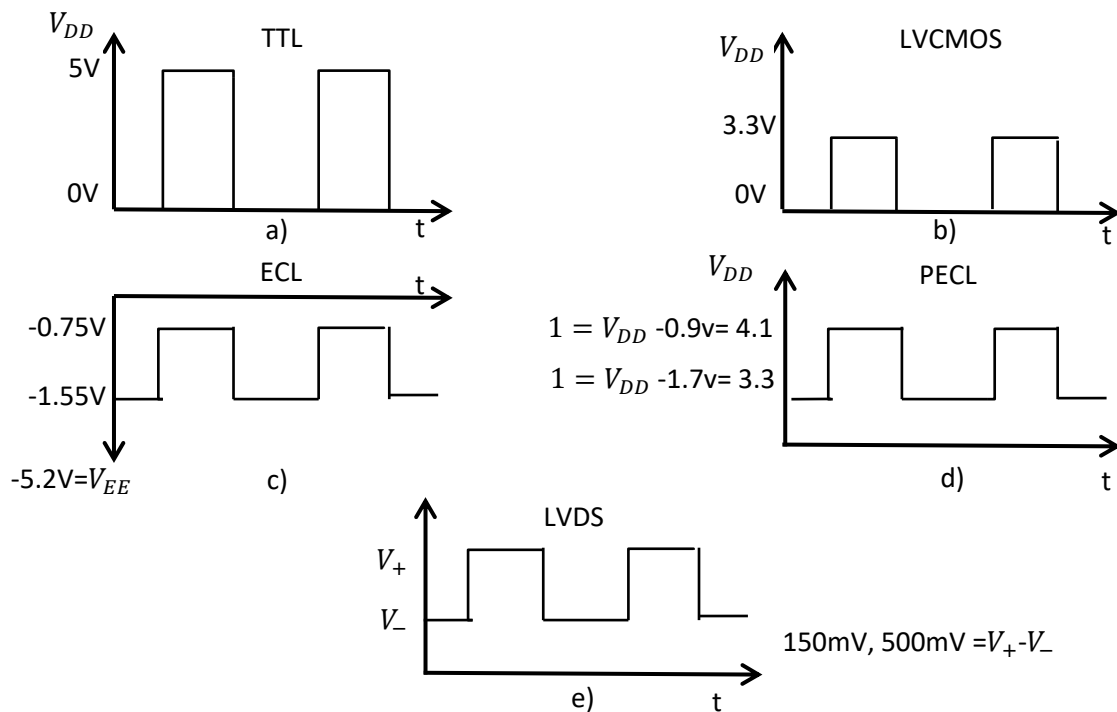 V_DD
TTL
5V
0V
t
a)
V_DD
LVCMOS
3.3V
0V
t
b)
ECL
t
-0.75V
-1.55V
-5.2V=V_EE
c)
V_DD
PECL
1 = V_DD -0.9v= 4.1
1 = V_DD -1.7v= 3.3
t
d)
LVDS
V_+
V_−
150mV, 500mV =V_+-V_−
t
e)